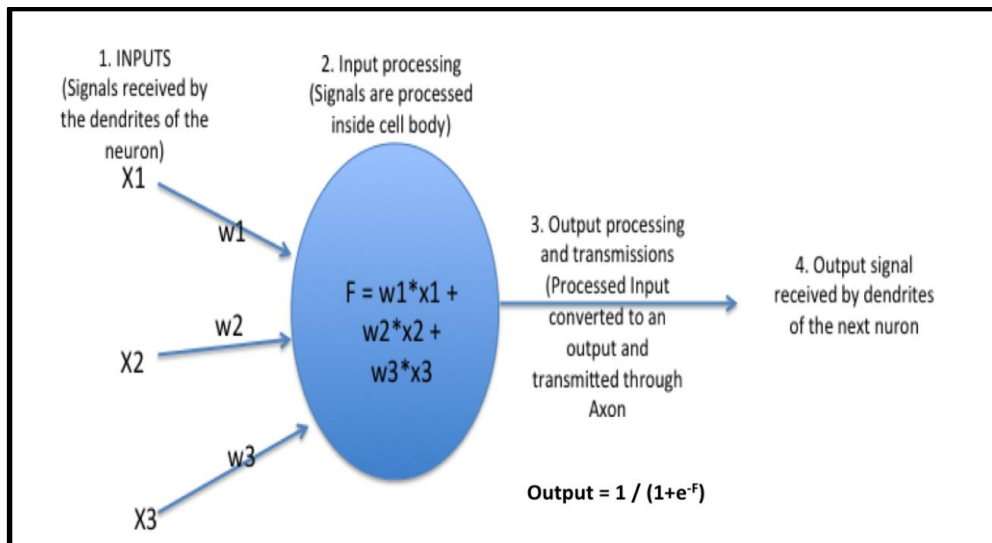 1. INPUTS
(Signals received by
the dendrites of the
neuron)
X1
w1
X2
w2
X3
w3
2. Input processing
(Signals are processed
inside cell body)
F = w1*x1 +
w2*x2 +
w3*x3
3. Output processing
and transmissions
(Processed Input
converted to an
output and
transmitted through
Axon
Output = 1 / (1+e⁻ᶠ)
4. Output signal
received by dendrites
of the next nuron